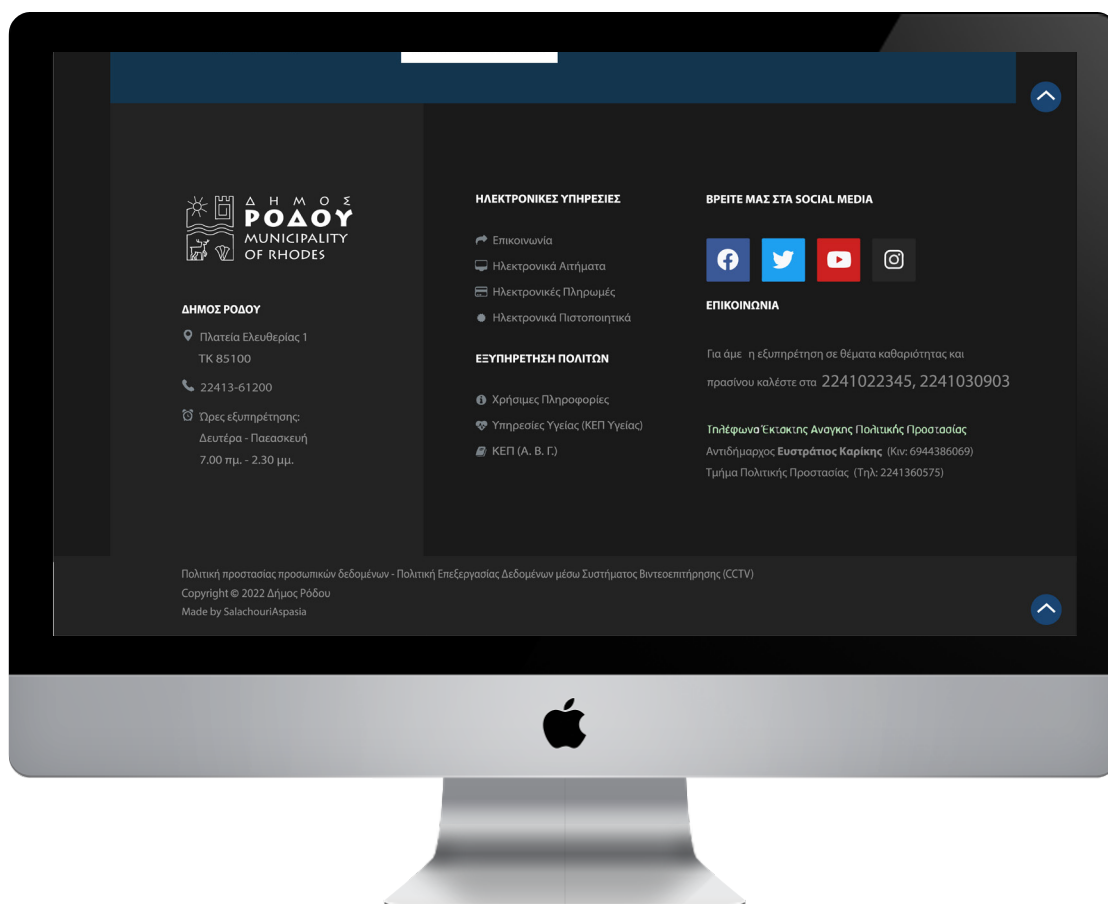 ΔΗΜΟΣ
ΡΟΔΟΥ
MUNICIPALITY
OF RHODES
ΔΗΜΟΣ ΡΟΔΟΥ
Πλατεία Ελευθερίας 1
ΤΚ 85100
22413-61200
Ώρες εξυπηρέτησης:
Δευτέρα - Παεασκευή
7.00 πμ. - 2.30 μμ.
ΗΛΕΚΤΡΟΝΙΚΕΣ ΥΠΗΡΕΣΙΕΣ
Επικοινωνία
Ηλεκτρονικά Αιτήματα
Ηλεκτρονικές Πληρωμές
Ηλεκτρονικά Πιστοποιητικά
ΕΞΥΠΗΡΕΤΗΣΗ ΠΟΛΙΤΩΝ
Χρήσιμες Πληροφορίες
Υπηρεσίες Υγείας (ΚΕΠ Υγείας)
ΚΕΠ (Α. Β. Γ.)
ΒΡΕΙΤΕ ΜΑΣ ΣΤΑ SOCIAL MEDIA
ΕΠΙΚΟΙΝΩΝΙΑ
Για άμε η εξυπηρέτηση σε θέματα καθαριότητας και
πρασίνου καλέστε στα 2241022345, 2241030903
Τηλέφωνα Έκτακτης Αναγκης Πολιτικής Προστασίας
Αντιδήμαρχος Ευστράτιος Καρίκης (Κιν: 6944386069)
Τμήμα Πολιτικής Προστασίας (Τηλ: 2241360575)
Πολιτική προστασίας προσωπικών δεδομένων - Πολιτική Επεξεργασίας Δεδομένων μέσω Συστήματος Βιντεοεπιτήρησης (CCTV)
Copyright © 2022 Δήμος Ρόδου
Made by SalachouriAspasia